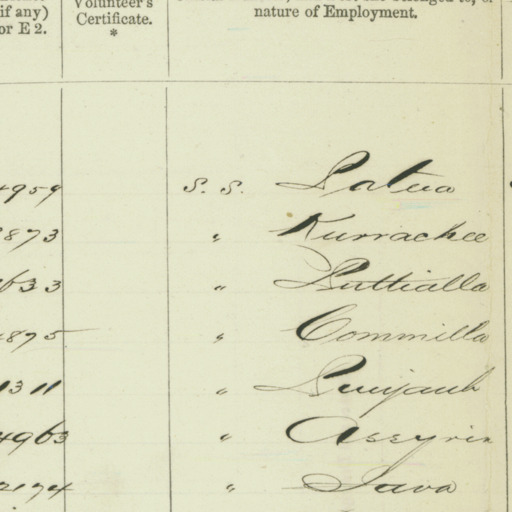 if any)
or E 2.
Volunteer's
Certificate.
*
nature of Employment.
4959 S. S. Patna
873 " Kurrachee
633 " Puttialla
875 " Commilla
1311 " Punjaub
4963 " Assyria
2174 " Java